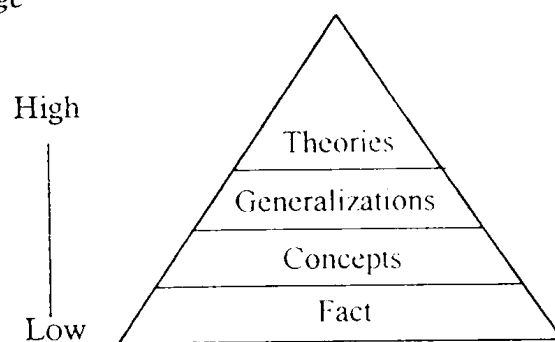 High
Theories
Generalizations
Concepts
Fact
Low